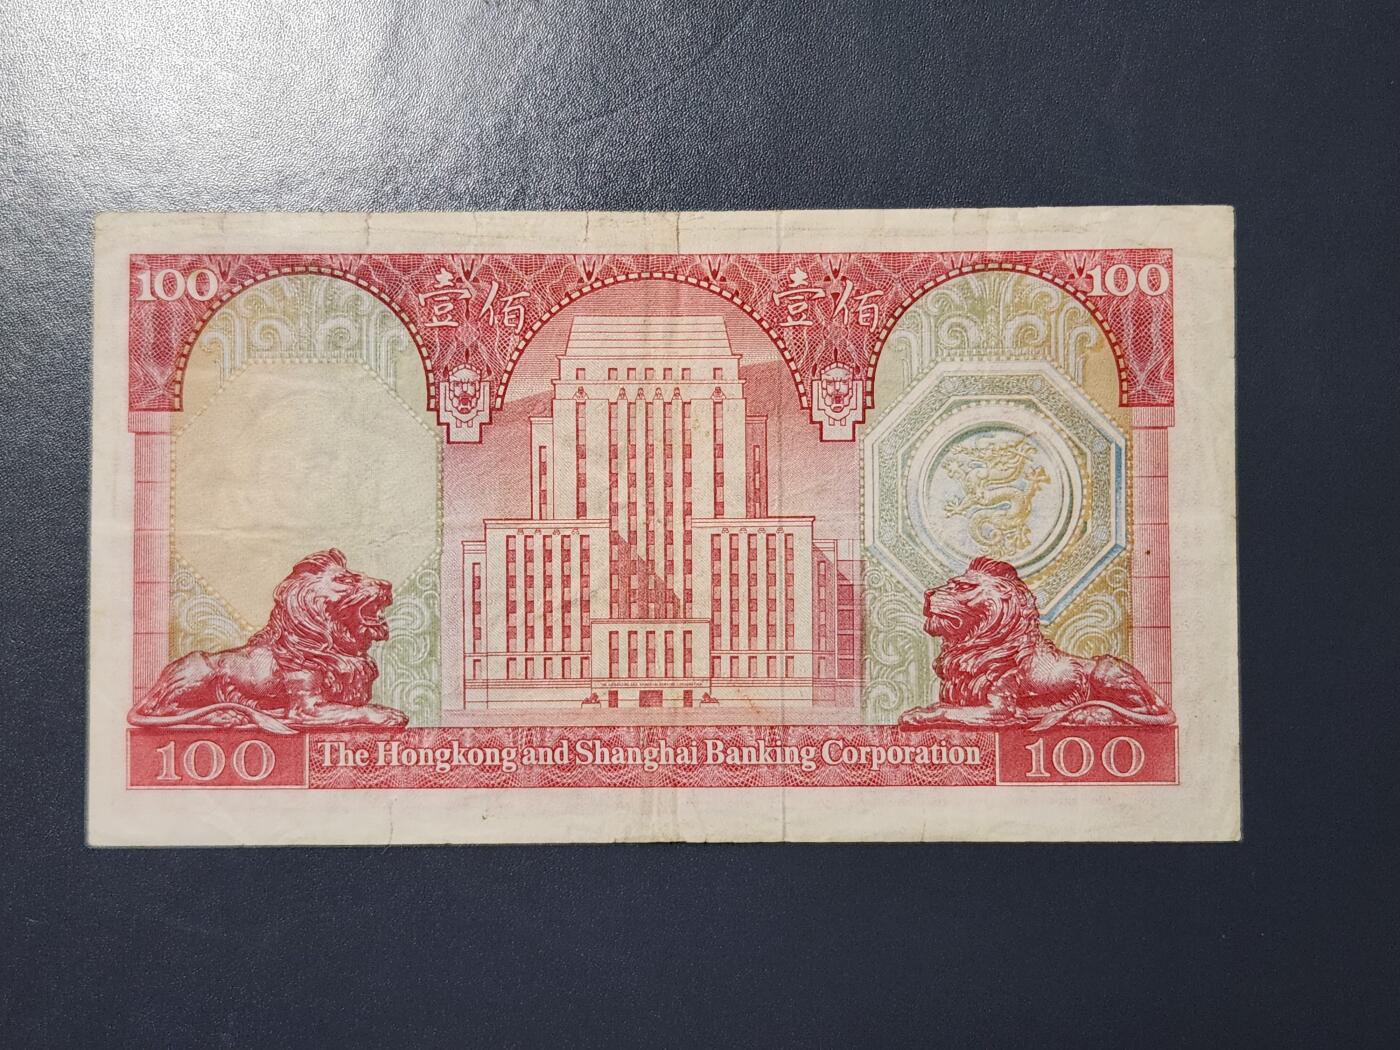 100 壹佰 壹佰 100
100 The Hongkong and Shanghai Banking Corporation 100